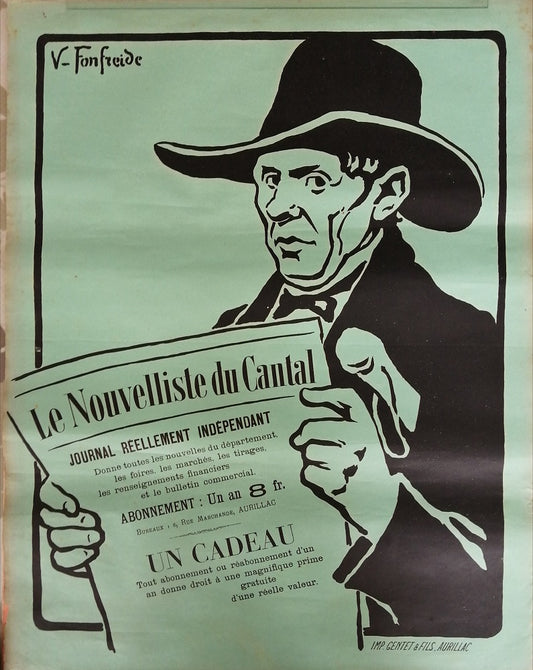 V-Fonfreide
Le Nouvelliste du Cantal
JOURNAL RÉELLEMENT INDÉPENDANT
Donne toutes les nouvelles du département,
les foires, les marchés, les tirages,
les renseignements financiers
et le bulletin commercial.
ABONNEMENT : Un an 8 fr.
BUREAUX : 6, RUE MARCHANDE, AURILLAC
UN CADEAU
Tout abonnement ou réabonnement d'un
an donne droit à une magnifique prime
gratuite
d'une réelle valeur.
IMP. GENTET & FILS, AURILLAC